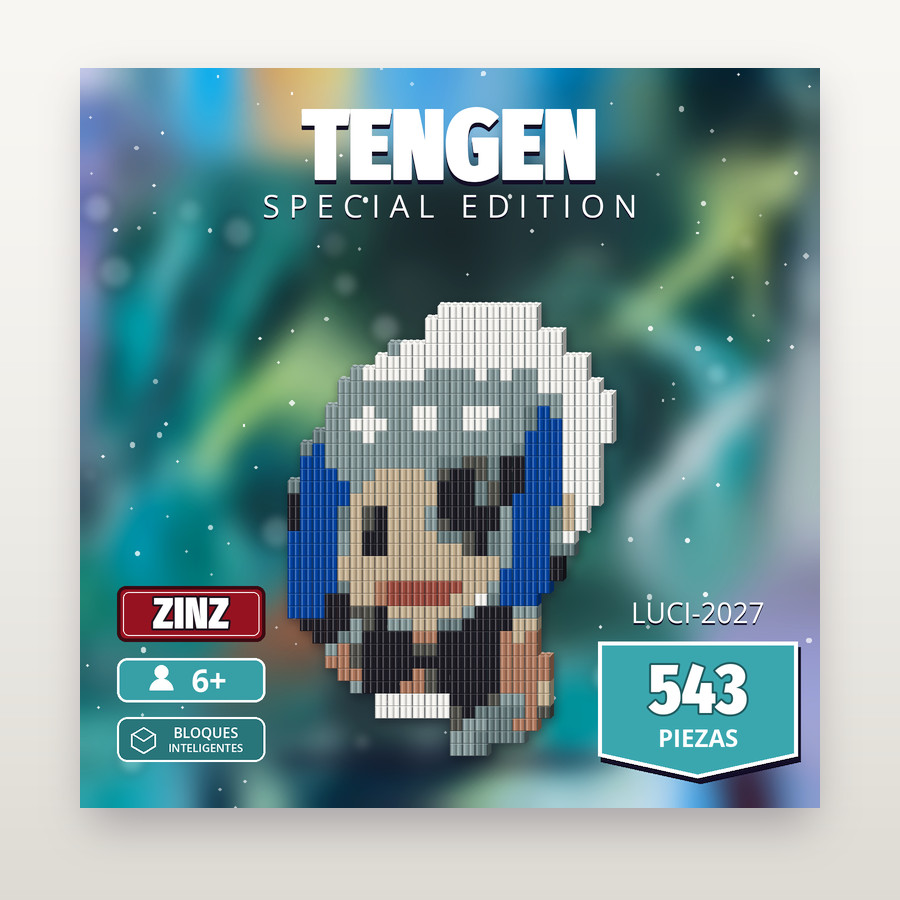 TENGEN
SPECIAL EDITION
ZINZ
6+
BLOQUES
INTELIGENTES
LUCI-2027
543
PIEZAS